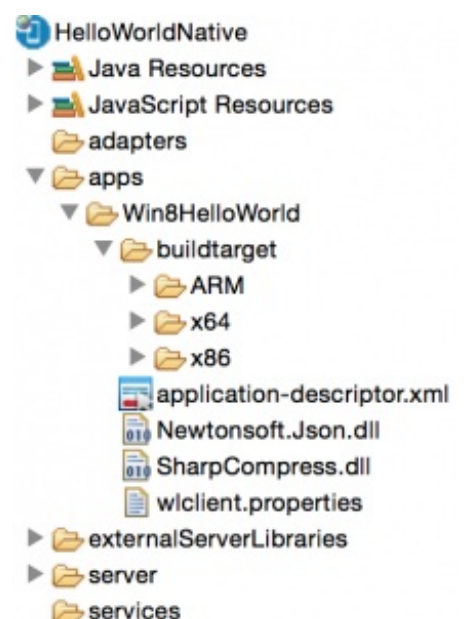 HelloWorldNative
Java Resources
JavaScript Resources
adapters
apps
Win8HelloWorld
buildtarget
ARM
x64
x86
application-descriptor.xml
Newtonsoft.Json.dll
SharpCompress.dll
wlclient.properties
externalServerLibraries
server
services